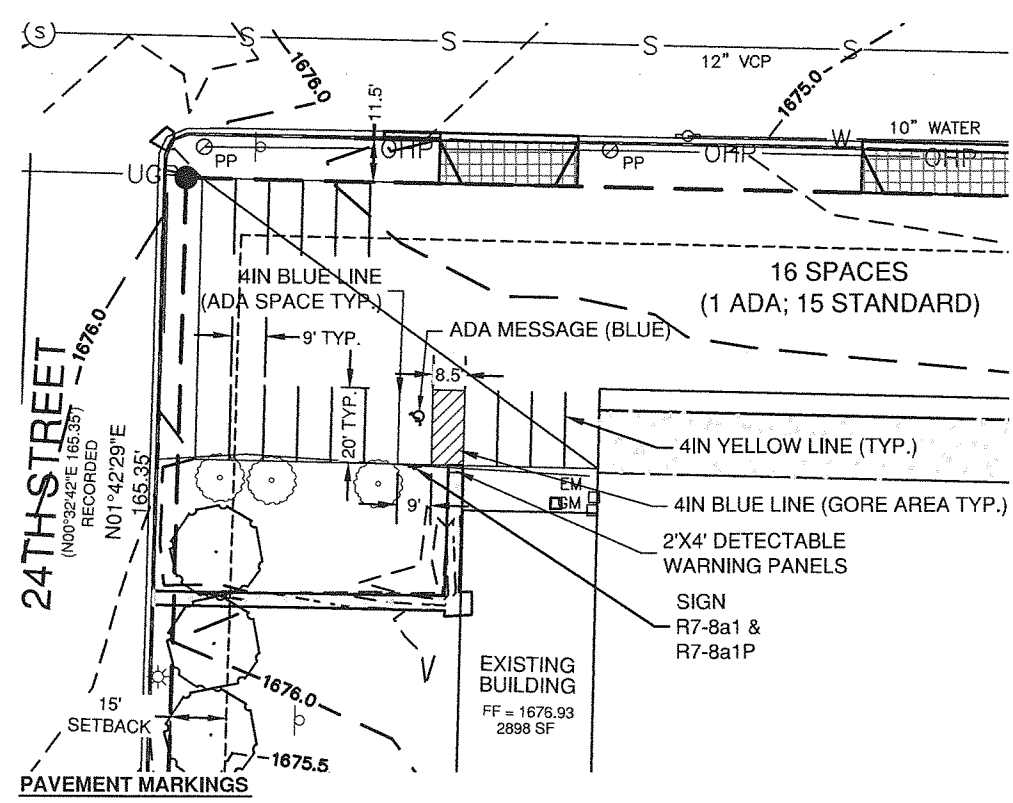 S S S S S
12" VCP
1676.0
1675.0
11.5'
10" WATER
W
PP
OHP
PP
OHP
OHP
UG
16 SPACES
(1 ADA; 15 STANDARD)
4IN BLUE LINE
(ADA SPACE TYP.)
ADA MESSAGE (BLUE)
9' TYP.
8.5'
20' TYP.
1676.0
24TH STREET
(N00°32'42"E 165.35')
RECORDED
N01°42'29"E
165.35'
4IN YELLOW LINE (TYP.)
EM
GM
4IN BLUE LINE (GORE AREA TYP.)
9'
2'X4' DETECTABLE
WARNING PANELS
SIGN
R7-8a1 &
R7-8a1P
EXISTING
BUILDING
FF = 1676.93
2898 SF
1676.0
15'
SETBACK
1675.5
PAVEMENT MARKINGS